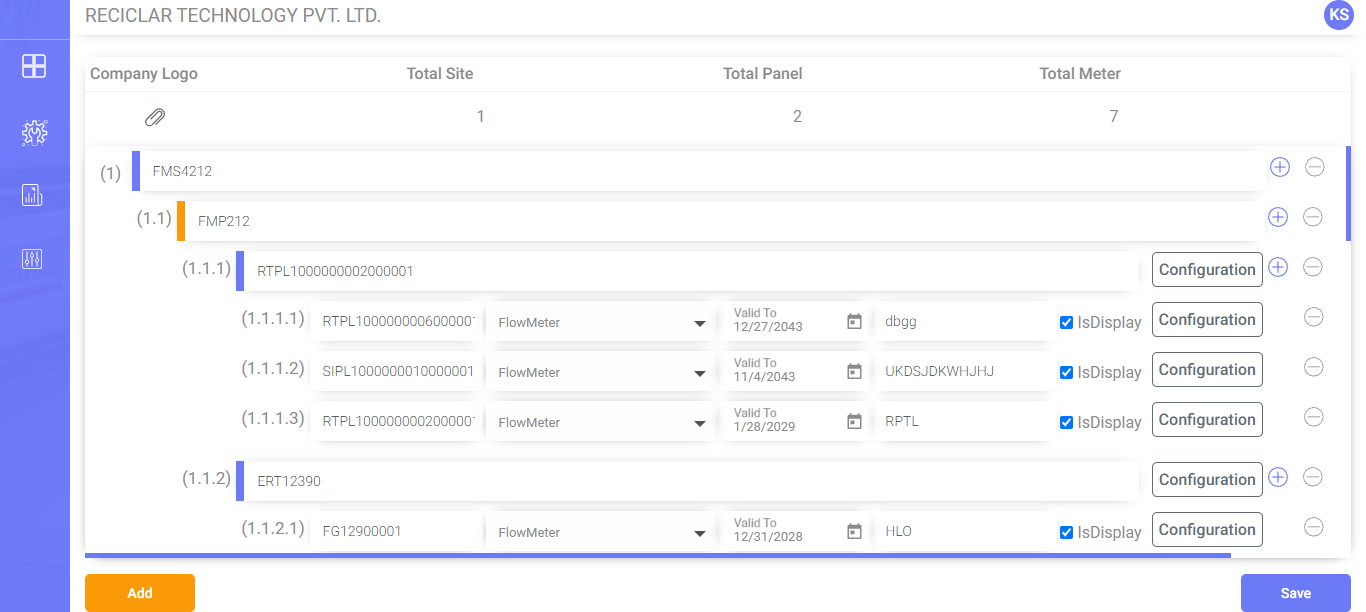 RECICLAR TECHNOLOGY PVT. LTD.
KS
Company Logo Total Site Total Panel Total Meter
1 2 7
(1) FMS4212
(1.1) FMP212
(1.1.1) RTPL1000000002000001 Configuration
(1.1.1.1) RTPL100000000600000 FlowMeter Valid To 12/27/2043 dbgg IsDisplay Configuration
(1.1.1.2) SIPL1000000010000001 FlowMeter Valid To 11/4/2043 UKDSJDKWHJHJ IsDisplay Configuration
(1.1.1.3) RTPL100000000200000 FlowMeter Valid To 1/28/2029 RPTL IsDisplay Configuration
(1.1.2) ERT12390 Configuration
(1.1.2.1) FG12900001 FlowMeter Valid To 12/31/2028 HLO IsDisplay Configuration
Add Save